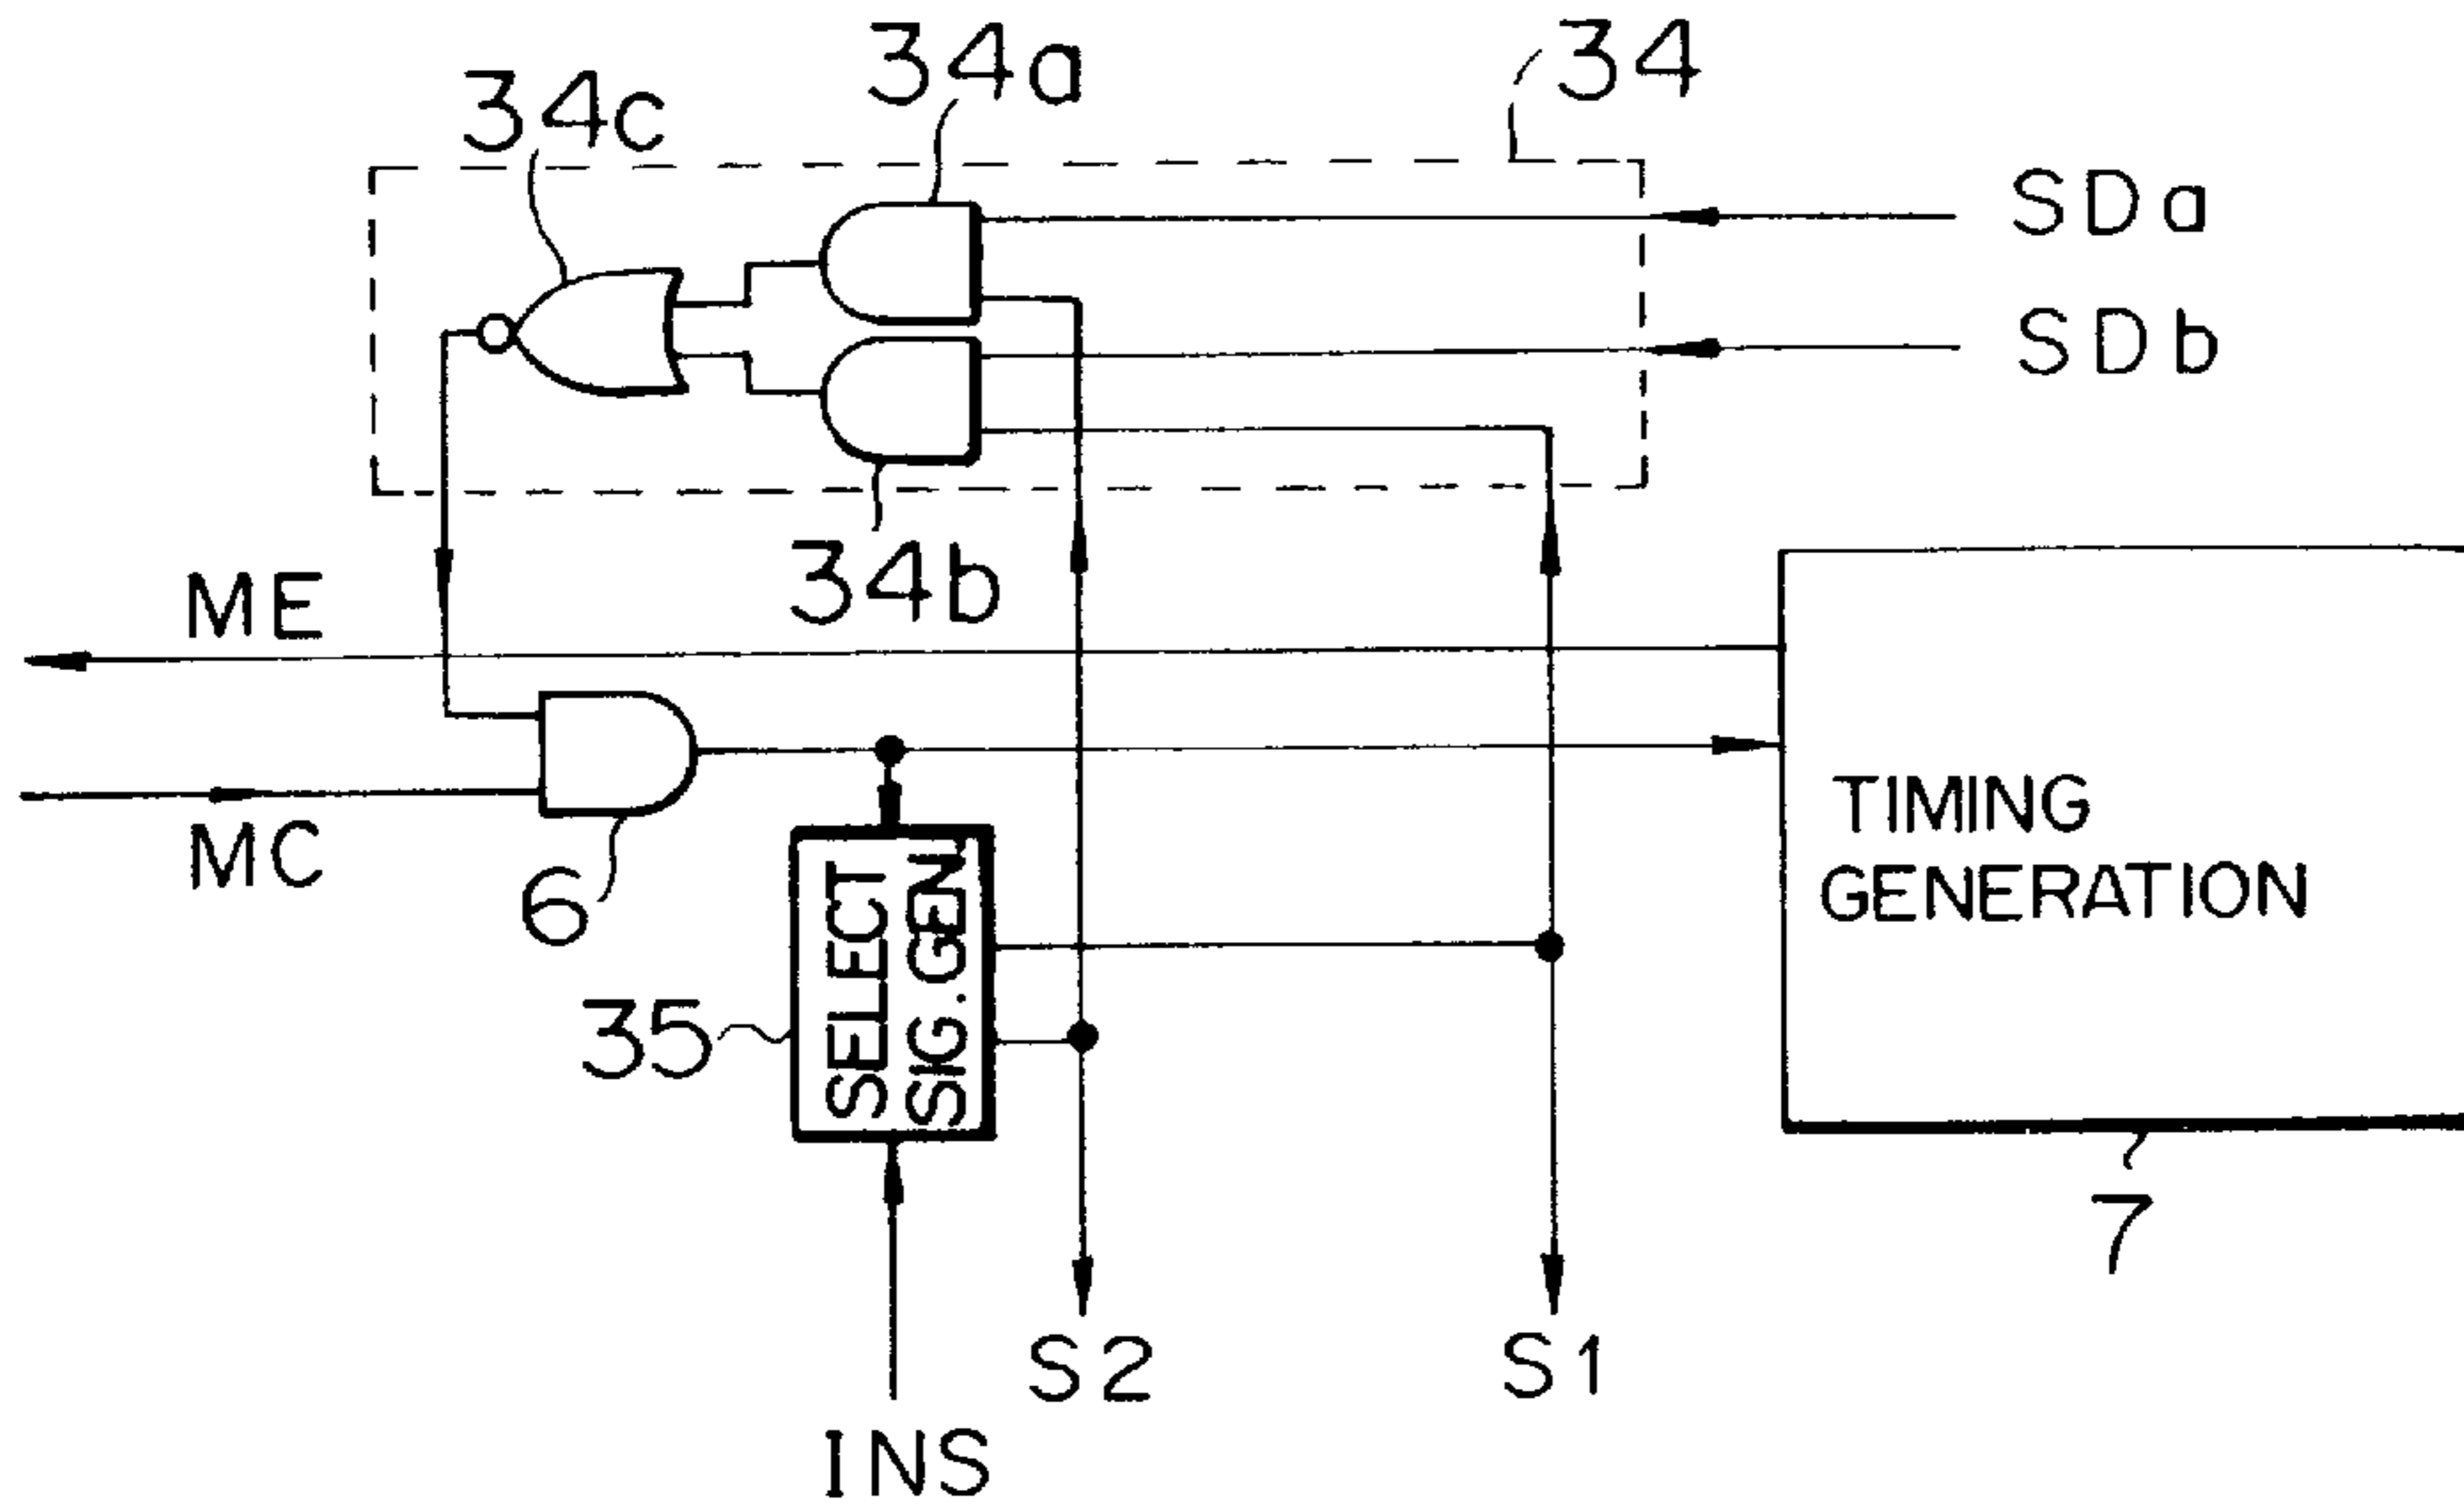 34a
34
34c
SDa
SDb
34b
ME
TIMING
GENERATION
MC
6
SELECT
SIG.GEN
35
7
S2
S1
INS